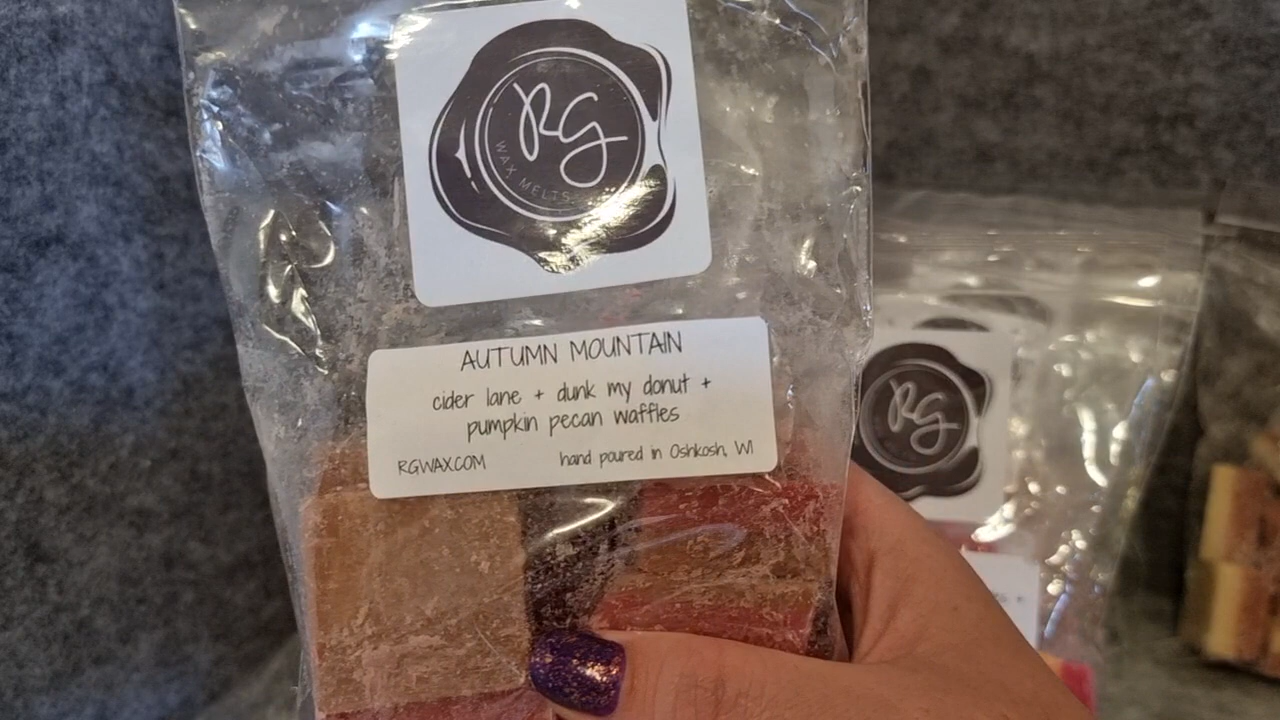 RG
WAX MELTS
AUTUMN MOUNTAIN
cider lane + dunk my donut +
pumpkin pecan waffles
RGWAX.COM hand poured in Oshkosh, WI
RG